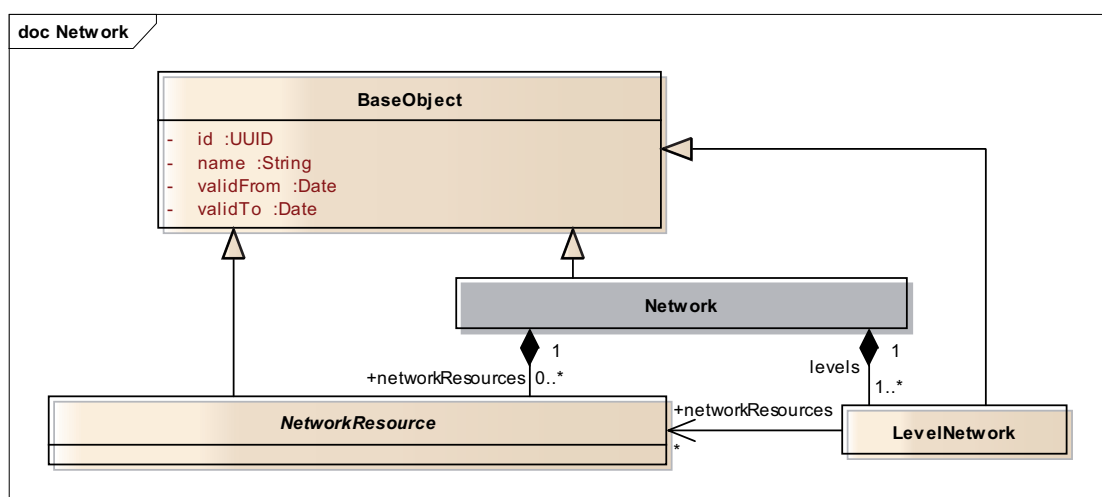 doc Network
BaseObject
- id :UUID
- name :String
- validFrom :Date
- validTo :Date
Network
1
1
levels
+networkResources 0..*
1..*
NetworkResource
+networkResources
*
LevelNetwork